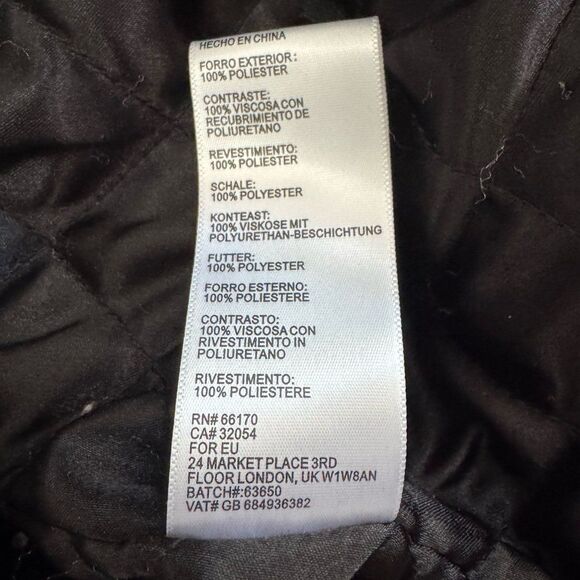 HECHO EN CHINA
FORRO EXTERIOR:
100% POLIESTER
CONTRASTE:
100% VISCOSA CON
RECUBRIMIENTO DE
POLIURETANO
REVESTIMIENTO:
100% POLIESTER
SCHALE:
100% POLYESTER
KONTEAST:
100% VISKOSE MIT
POLYURETHAN-BESCHICHTUNG
FUTTER:
100% POLYESTER
FORRO ESTERNO:
100% POLIESTERE
CONTRASTO:
100% VISCOSA CON
RIVESTIMENTO IN
POLIURETANO
RIVESTIMENTO:
100% POLIESTERE
RN# 66170
CA# 32054
FOR EU
24 MARKET PLACE 3RD
FLOOR LONDON, UK W1W8AN
BATCH#:63650
VAT# GB 684936382